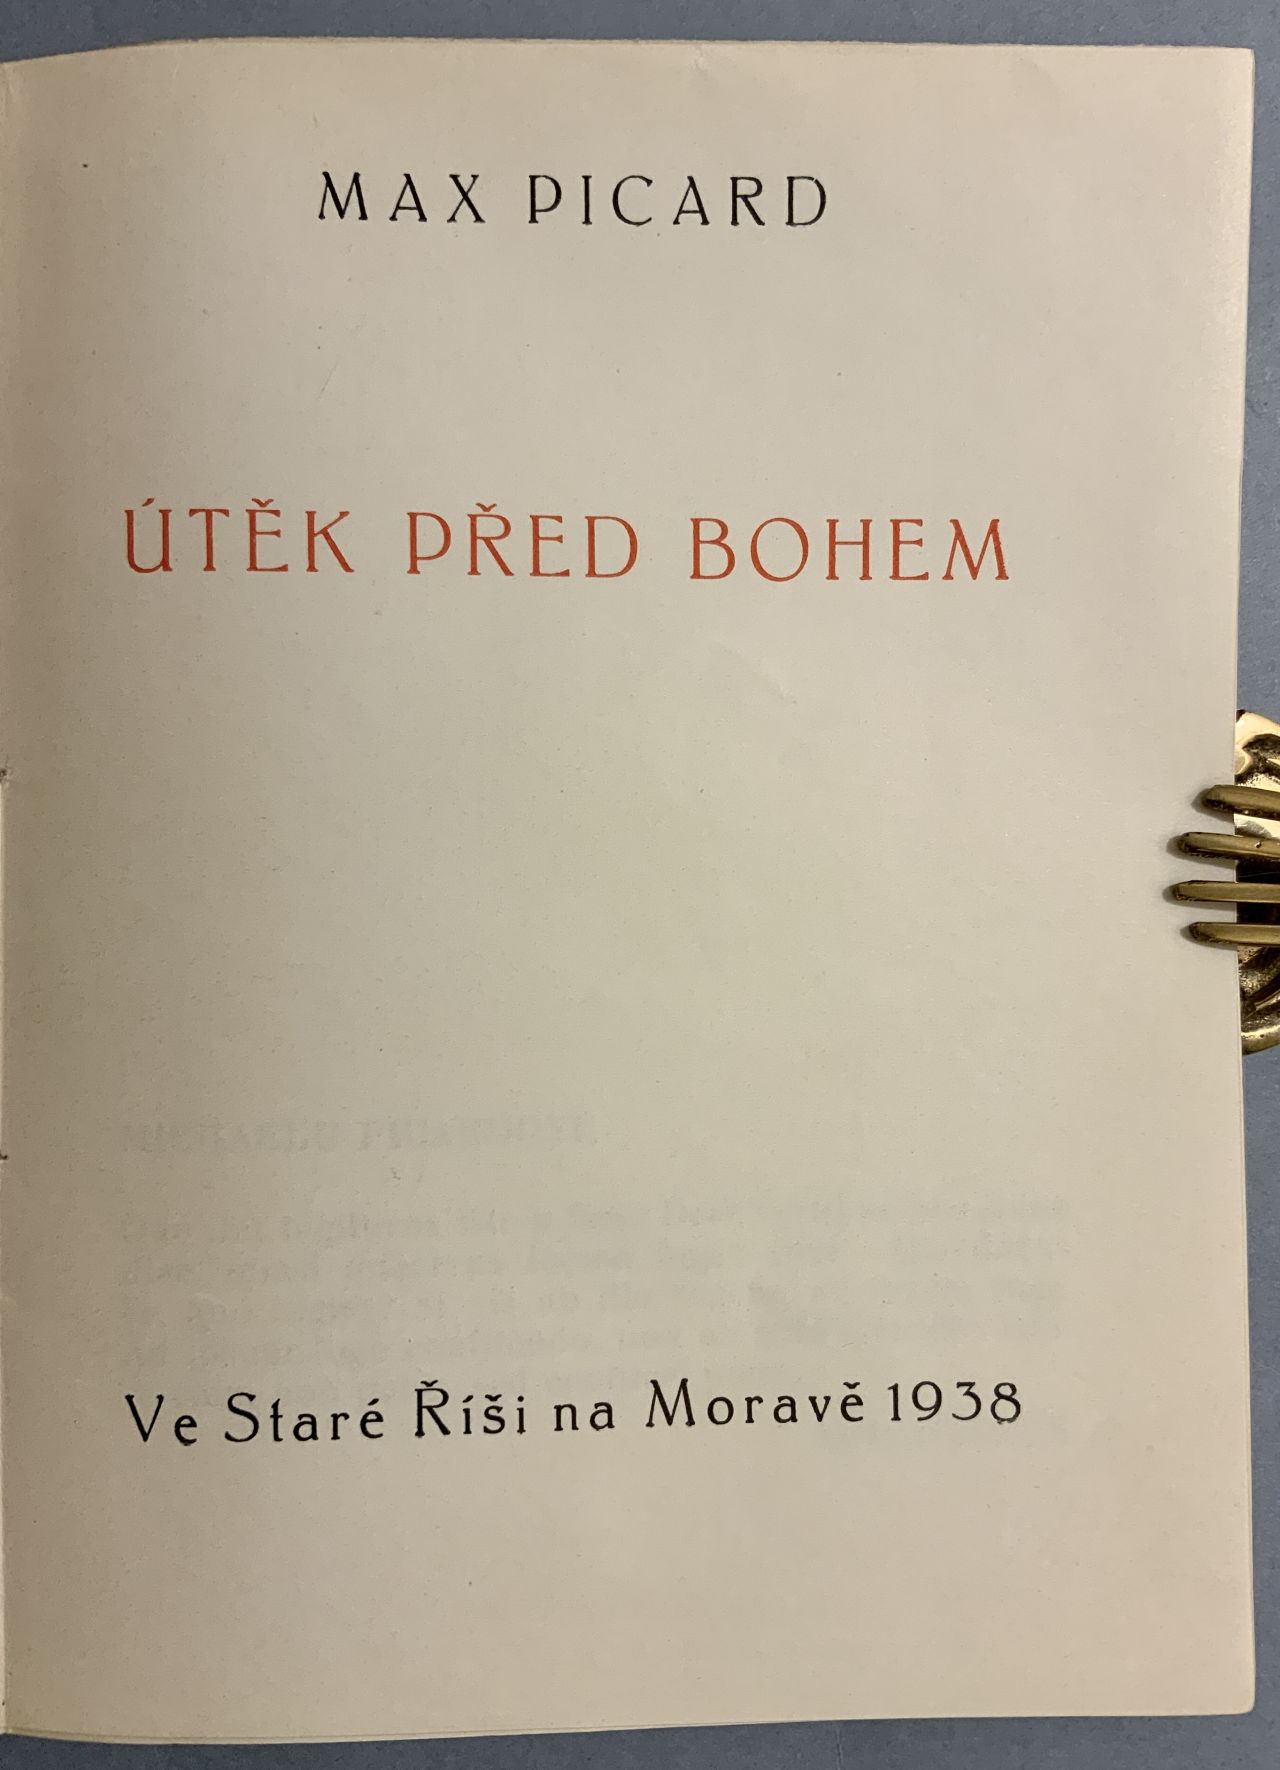 MAX PICARD
ÚTĚK PŘED BOHEM
Ve Staré Říši na Moravě 1938